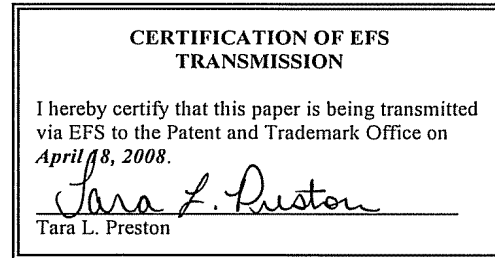 CERTIFICATION OF EFS
TRANSMISSION
I hereby certify that this paper is being transmitted
via EFS to the Patent and Trademark Office on
April 18, 2008.
Tara L. Preston
Tara L. Preston